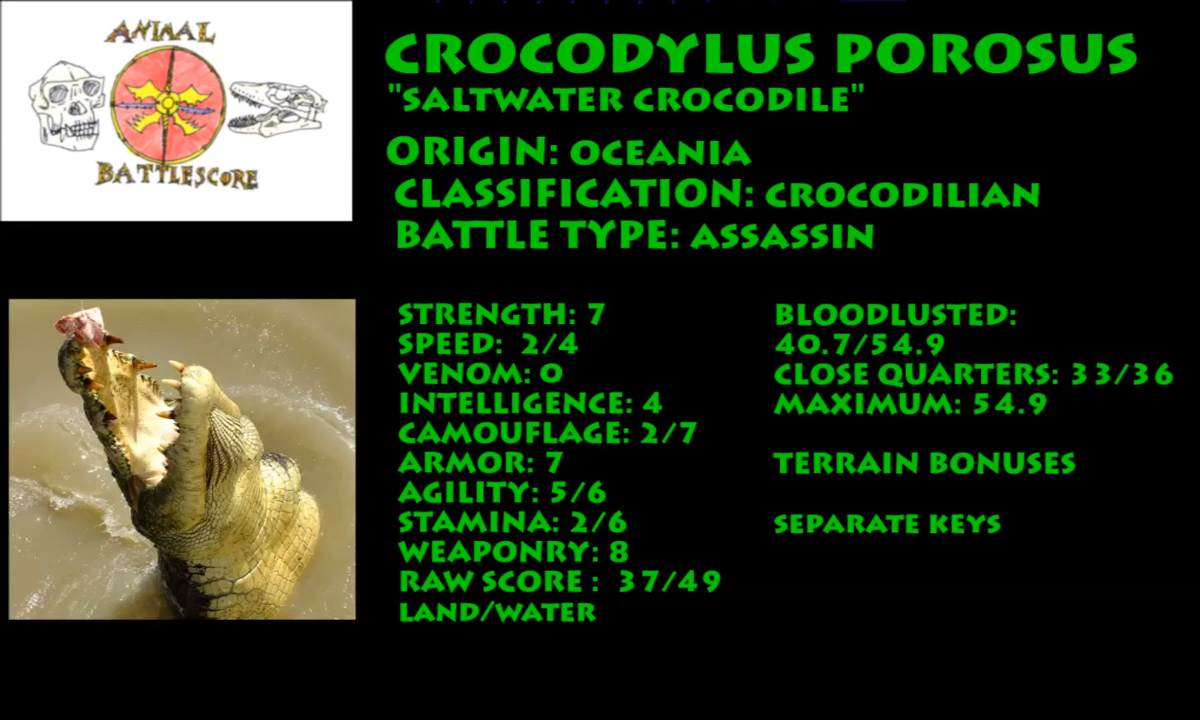 ANIMAL
BATTLESCORE
CROCODYLUS POROSUS
"SALTWATER CROCODILE"
ORIGIN: OCEANIA
CLASSIFICATION: CROCODILIAN
BATTLE TYPE: ASSASSIN
STRENGTH: 7
SPEED: 2/4
VENOM: 0
INTELLIGENCE: 4
CAMOUFLAGE: 2/7
ARMOR: 7
AGILITY: 5/6
STAMINA: 2/6
WEAPONRY: 8
RAW SCORE : 37/49
LAND/WATER
BLOODLUSTED:
40.7/54.9
CLOSE QUARTERS: 33/36
MAXIMUM: 54.9
TERRAIN BONUSES
SEPARATE KEYS